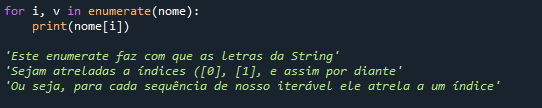 for i, v in enumerate(nome):
    print(nome[i])
'Este enumerate faz com que as letras da String'
'Sejam atreladas a índices ([0], [1], e assim por diante'
'Ou seja, para cada sequência de nosso iterável ele atrela a um índice'